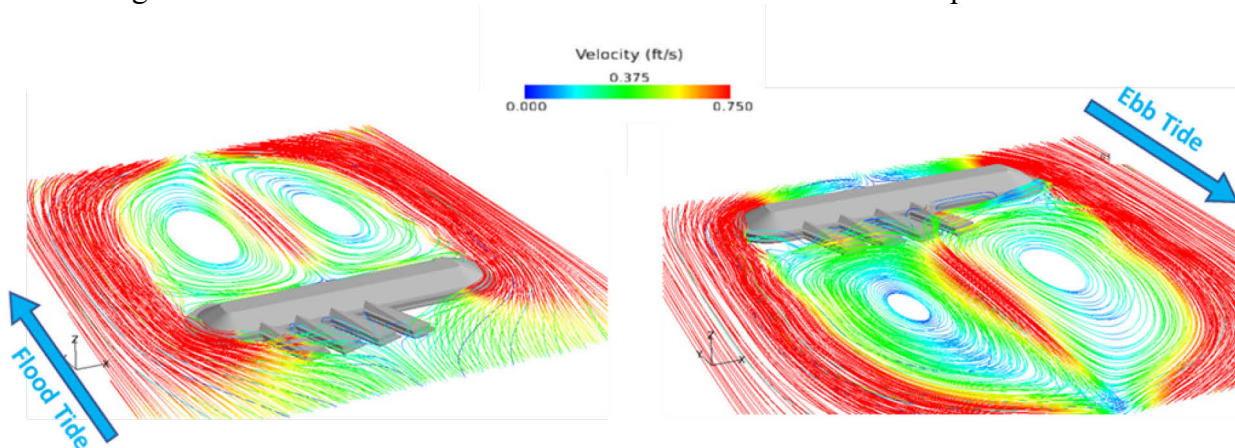 Velocity (ft/s)
0.375
0.000
0.750
Ebb Tide
Flood Tide
Z
X
Z
Y
X